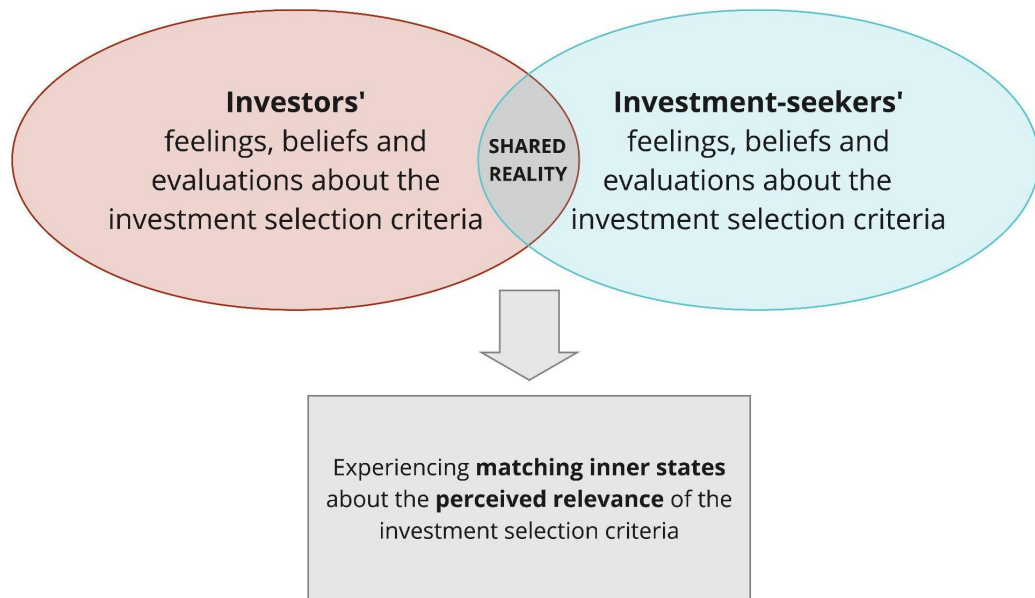 Investors'
feelings, beliefs and
evaluations about the
investment selection criteria
SHARED
REALITY
Investment-seekers'
feelings, beliefs and
evaluations about the
investment selection criteria
Experiencing matching inner states
about the perceived relevance of the
investment selection criteria